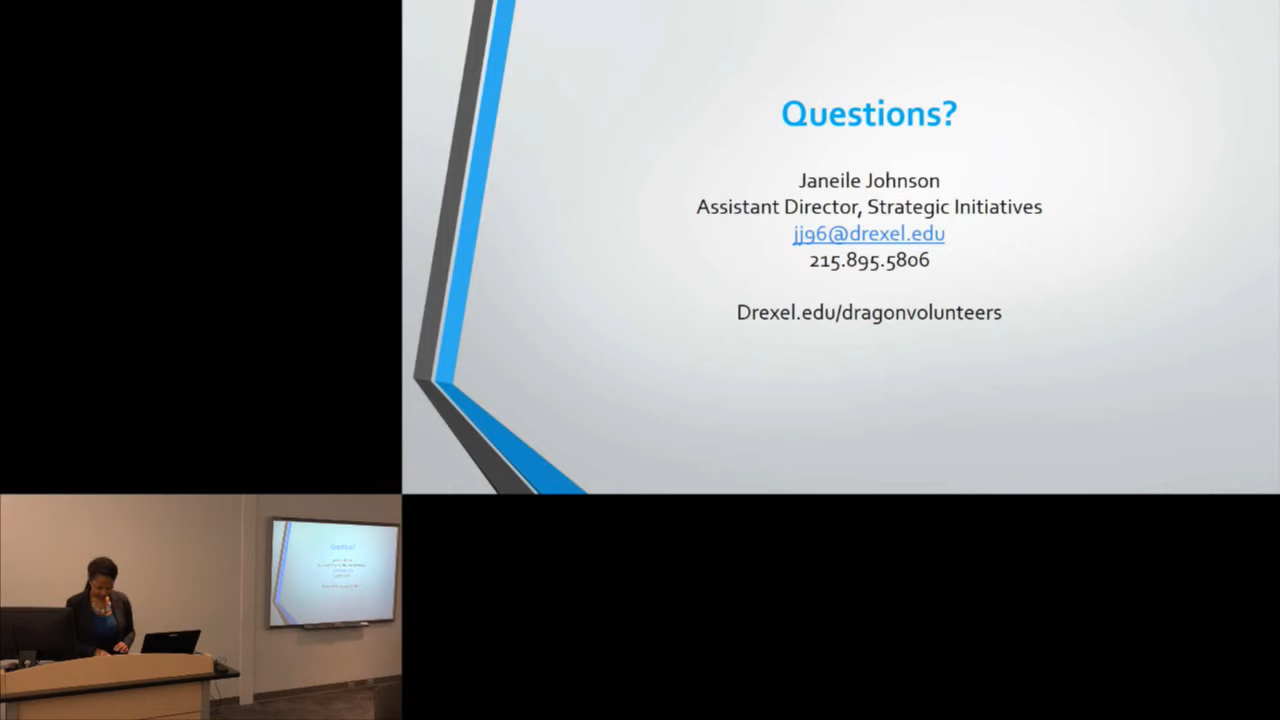 Questions?
Janeile Johnson
Assistant Director, Strategic Initiatives
jj96@drexel.edu
215.895.5806
Drexel.edu/dragonvolunteers